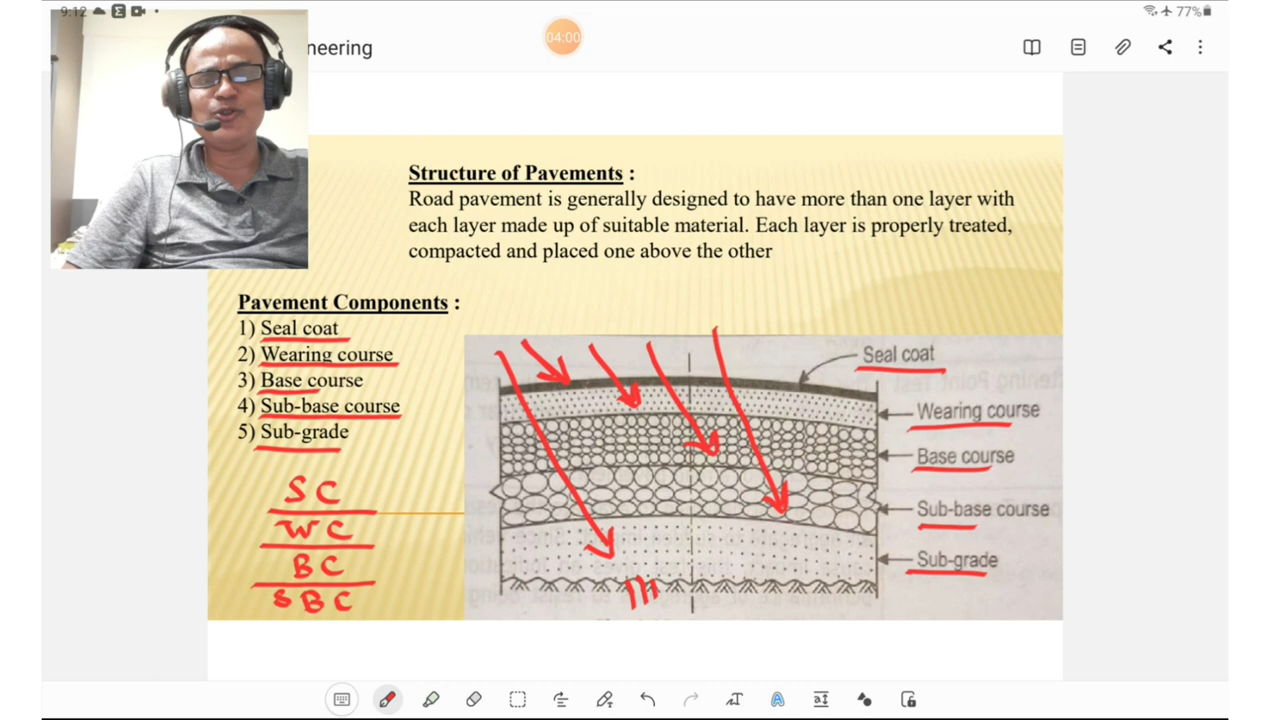 9:12
77%
neering
04:00
Structure of Pavements :
Road pavement is generally designed to have more than one layer with
each layer made up of suitable material. Each layer is properly treated,
compacted and placed one above the other
Pavement Components :
1) Seal coat
2) Wearing course
3) Base course
4) Sub-base course
5) Sub-grade
SC
WC
BC
SBC
Seal coat
Wearing course
Base course
Sub-base course
Sub-grade